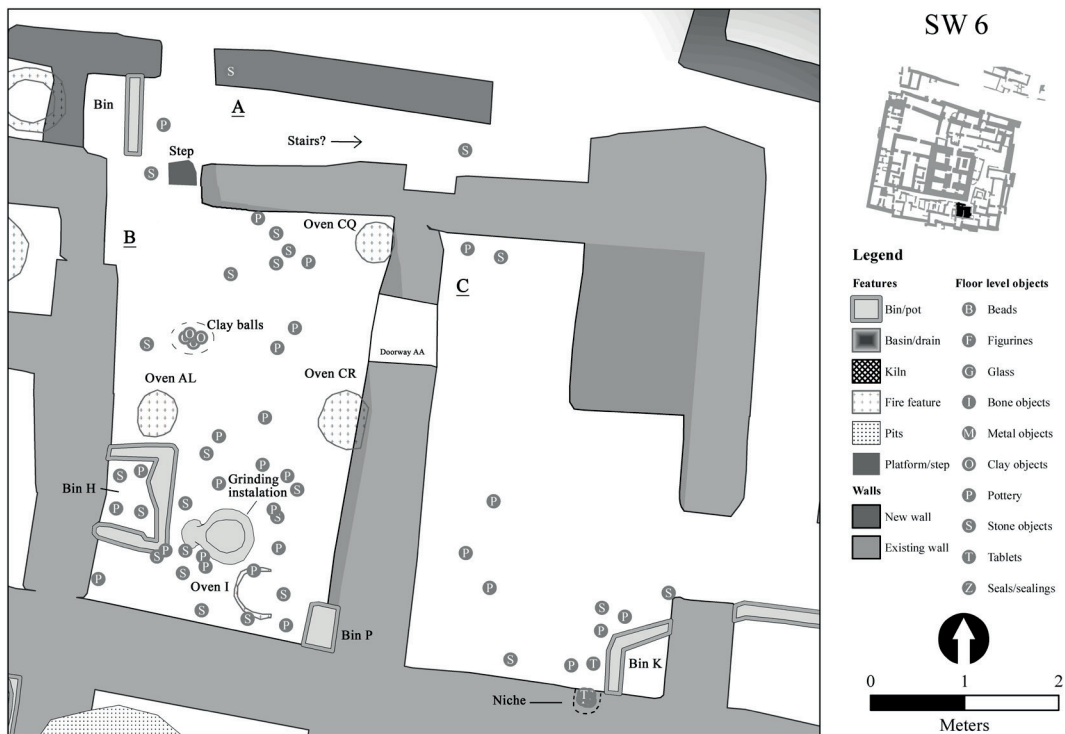 SW 6
Bin
A
Stairs?
Step
B
Oven CQ
C
Clay balls
Doorway AA
Oven AL
Oven CR
Bin H
Grinding
instalation
Oven I
Bin P
Bin K
Niche
S
P
S
S
P
S
S
S
P
S
P
S
O
O
S
P
P
P
S
P
P
P
S
P
S
P
S
P
S
S
P
S
S
P
S
P
P
S
P
P
P
S
S
S
P
P
S
P
P
P
S
S
P
P
S
P
T
T
Legend
Features
Bin/pot
Basin/drain
Kiln
Fire feature
Pits
Platform/step
Walls
New wall
Existing wall
Floor level objects
B Beads
F Figurines
G Glass
I Bone objects
M Metal objects
O Clay objects
P Pottery
S Stone objects
T Tablets
Z Seals/sealings
0 1 2
Meters